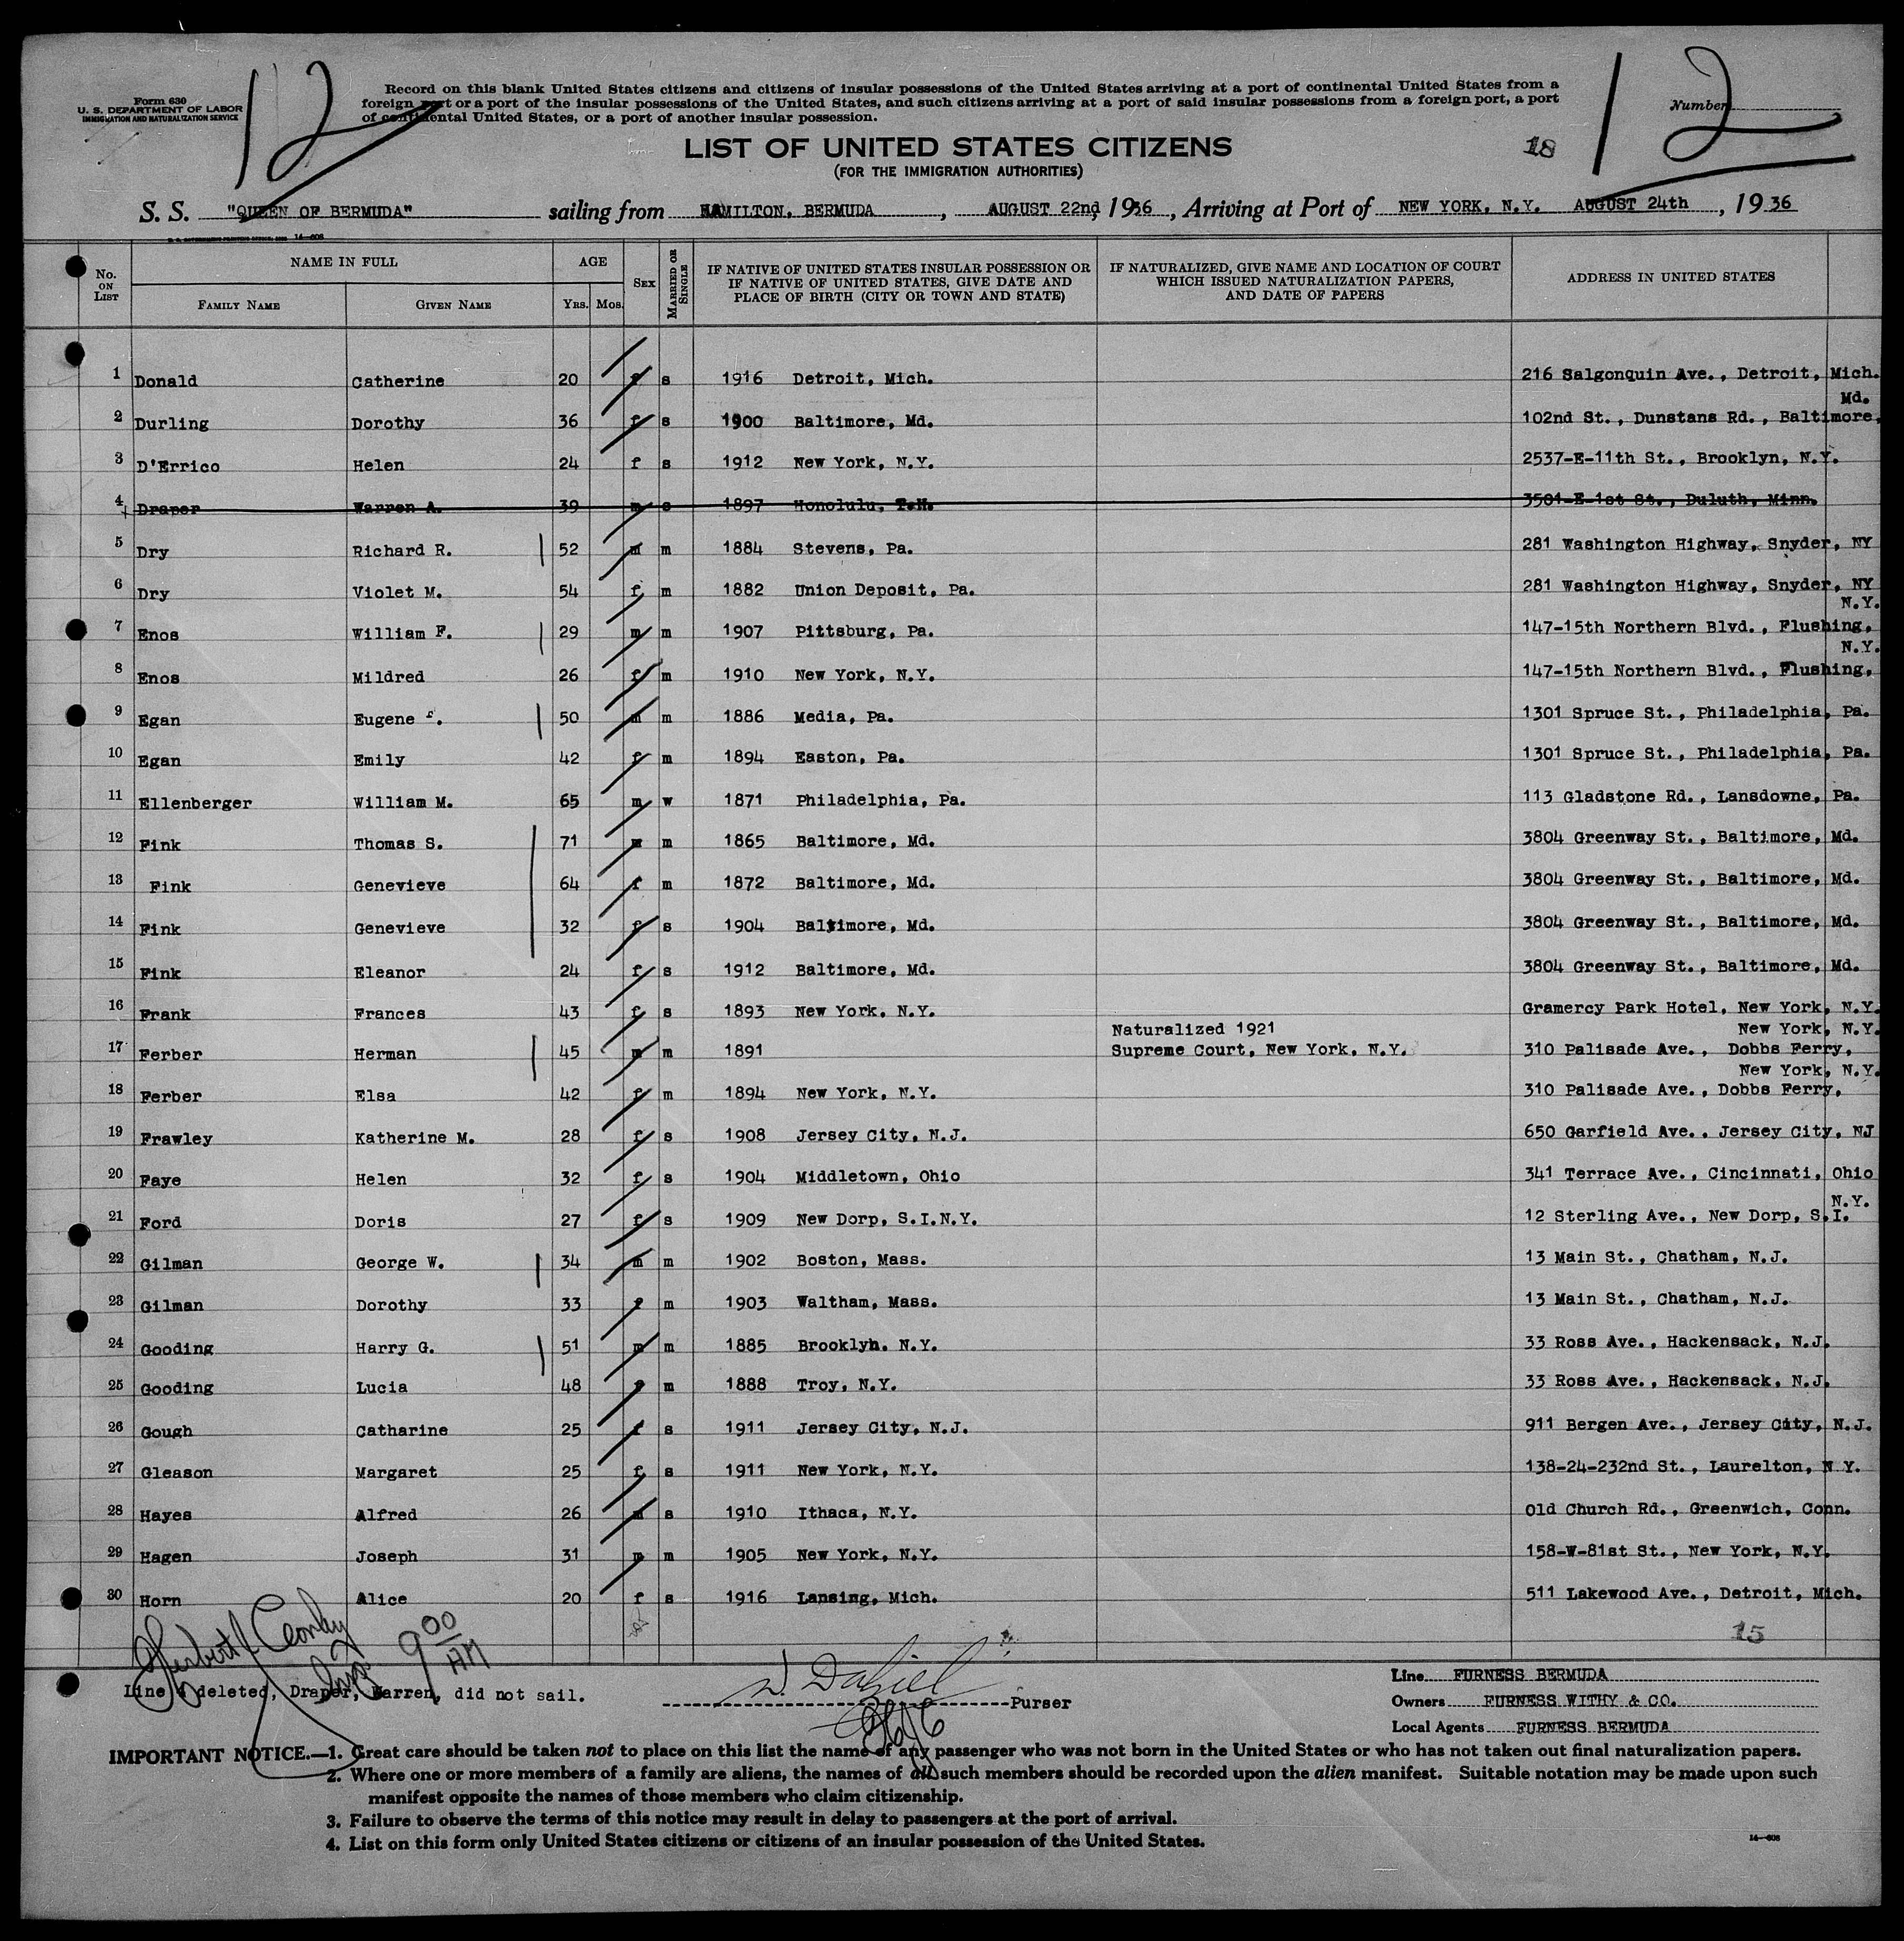 12
12
Form 630
U. S. DEPARTMENT OF LABOR
IMMIGRATION AND NATURALIZATION SERVICE
Record on this blank United States citizens and citizens of insular possessions of the United States arriving at a port of continental United States from a
foreign port or a port of the insular possessions of the United States, and such citizens arriving at a port of said insular possessions from a foreign port, a port
of continental United States, or a port of another insular possession.
Number
LIST OF UNITED STATES CITIZENS
(FOR THE IMMIGRATION AUTHORITIES)
18
S. S. "QUEEN OF BERMUDA" sailing from HAMILTON, BERMUDA, AUGUST 22nd, 1936, Arriving at Port of NEW YORK, N.Y. AUGUST 24th, 1936
No. ON LIST
NAME IN FULL
FAMILY NAME GIVEN NAME
AGE
Yrs. Mos.
SEX
MARRIED OR SINGLE
IF NATIVE OF UNITED STATES INSULAR POSSESSION OR
IF NATIVE OF UNITED STATES, GIVE DATE AND
PLACE OF BIRTH (CITY OR TOWN AND STATE)
IF NATURALIZED, GIVE NAME AND LOCATION OF COURT
WHICH ISSUED NATURALIZATION PAPERS,
AND DATE OF PAPERS
ADDRESS IN UNITED STATES
1 Donald Catherine 20 f s 1916 Detroit, Mich. 216 Salgonquin Ave., Detroit, Mich.
Md.
2 Durling Dorothy 36 f s 1900 Baltimore, Md. 102nd St., Dunstans Rd., Baltimore,
3 D'Errico Helen 24 f s 1912 New York, N.Y. 2537-E-11th St., Brooklyn, N.Y.
4 Draper Warren A. 39 m s 1897 Honolulu, T.H. 3501-E-1st St., Duluth, Minn.
5 Dry Richard R. 52 m m 1884 Stevens, Pa. 281 Washington Highway, Snyder, NY
6 Dry Violet M. 54 f m 1882 Union Deposit, Pa. 281 Washington Highway, Snyder, NY
N.Y.
7 Enos William F. 29 m m 1907 Pittsburg, Pa. 147-15th Northern Blvd., Flushing,
N.Y.
8 Enos Mildred 26 f m 1910 New York, N.Y. 147-15th Northern Blvd., Flushing,
9 Egan Eugene 50 m m 1886 Media, Pa. 1301 Spruce St., Philadelphia, Pa.
10 Egan Emily 42 f m 1894 Easton, Pa. 1301 Spruce St., Philadelphia, Pa.
11 Ellenberger William M. 65 m w 1871 Philadelphia, Pa. 113 Gladstone Rd., Lansdowne, Pa.
12 Fink Thomas S. 71 m m 1865 Baltimore, Md. 3804 Greenway St., Baltimore, Md.
13 Fink Genevieve 64 f m 1872 Baltimore, Md. 3804 Greenway St., Baltimore, Md.
14 Fink Genevieve 32 f s 1904 Baltimore, Md. 3804 Greenway St., Baltimore, Md.
15 Fink Eleanor 24 f s 1912 Baltimore, Md. 3804 Greenway St., Baltimore, Md.
16 Frank Frances 43 f s 1893 New York, N.Y. Gramercy Park Hotel, New York, N.Y.
Naturalized 1921 New York, N.Y.
17 Ferber Herman 45 m m 1891 Supreme Court, New York, N.Y. 310 Palisade Ave., Dobbs Ferry,
New York, N.Y.
18 Ferber Elsa 42 f m 1894 New York, N.Y. 310 Palisade Ave., Dobbs Ferry,
19 Frawley Katherine M. 28 f s 1908 Jersey City, N.J. 650 Garfield Ave., Jersey City, NJ
20 Faye Helen 32 f s 1904 Middletown, Ohio 341 Terrace Ave., Cincinnati, Ohio
N.Y.
21 Ford Doris 27 f s 1909 New Dorp, S.I.N.Y. 12 Sterling Ave., New Dorp, S.I.
22 Gilman George W. 34 m m 1902 Boston, Mass. 13 Main St., Chatham, N.J.
23 Gilman Dorothy 33 f m 1903 Waltham, Mass. 13 Main St., Chatham, N.J.
24 Gooding Harry G. 51 m m 1885 Brooklyn. N.Y. 33 Ross Ave., Hackensack, N.J.
25 Gooding Lucia 48 f m 1888 Troy, N.Y. 33 Ross Ave., Hackensack, N.J.
26 Gough Catharine 25 f s 1911 Jersey City, N.J. 911 Bergen Ave., Jersey City, N.J.
27 Gleason Margaret 25 f s 1911 New York, N.Y. 138-24-232nd St., Laurelton, N.Y.
28 Hayes Alfred 26 m s 1910 Ithaca, N.Y. Old Church Rd., Greenwich, Conn.
29 Hagen Joseph 31 m m 1905 New York, N.Y. 158-W-81st St., New York, N.Y.
30 Horn Alice 20 f s 1916 Lansing, Mich. 511 Lakewood Ave., Detroit, Mich.
15
9 00 AM
Line 4 deleted, Draper, Warren, did not sail.
Purser
Line FURNESS BERMUDA
Owners FURNESS WITHY & CO.
Local Agents FURNESS BERMUDA
IMPORTANT NOTICE.—1. Great care should be taken not to place on this list the name of any passenger who was not born in the United States or who has not taken out final naturalization papers.
2. Where one or more members of a family are aliens, the names of all such members should be recorded upon the alien manifest. Suitable notation may be made upon such
manifest opposite the names of those members who claim citizenship.
3. Failure to observe the terms of this notice may result in delay to passengers at the port of arrival.
4. List on this form only United States citizens or citizens of an insular possession of the United States.
14—608